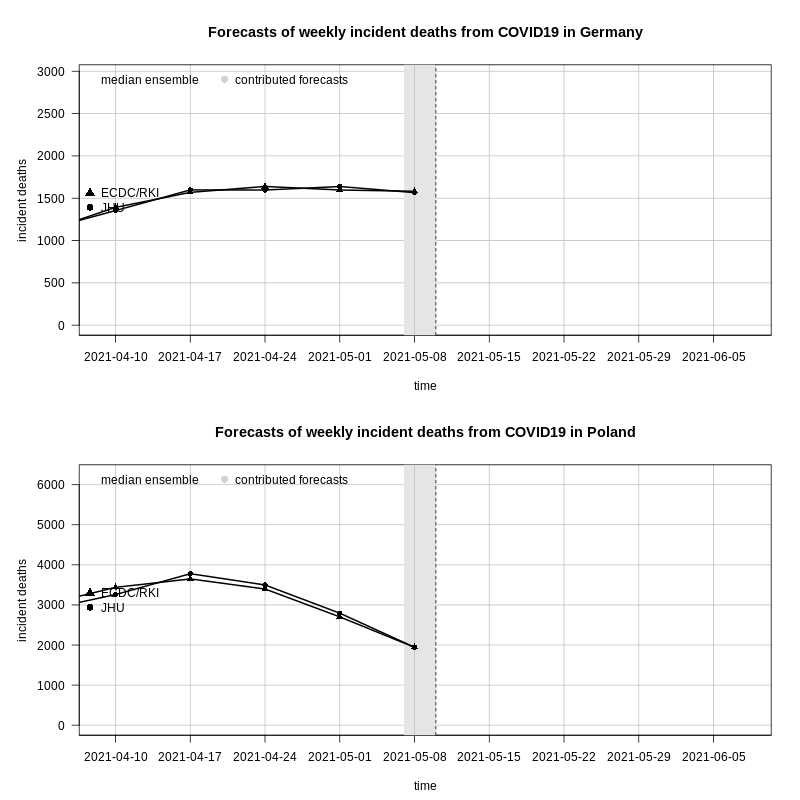 Forecasts of weekly incident deaths from COVID19 in Germany
median ensemble contributed forecasts
3000
2500
2000
1500
1000
500
0
ECDC/RKI
JHU
incident deaths
2021-04-10 2021-04-17 2021-04-24 2021-05-01 2021-05-08 2021-05-15 2021-05-22 2021-05-29 2021-06-05
time
Forecasts of weekly incident deaths from COVID19 in Poland
median ensemble contributed forecasts
6000
5000
4000
3000
2000
1000
0
ECDC/RKI
JHU
incident deaths
2021-04-10 2021-04-17 2021-04-24 2021-05-01 2021-05-08 2021-05-15 2021-05-22 2021-05-29 2021-06-05
time